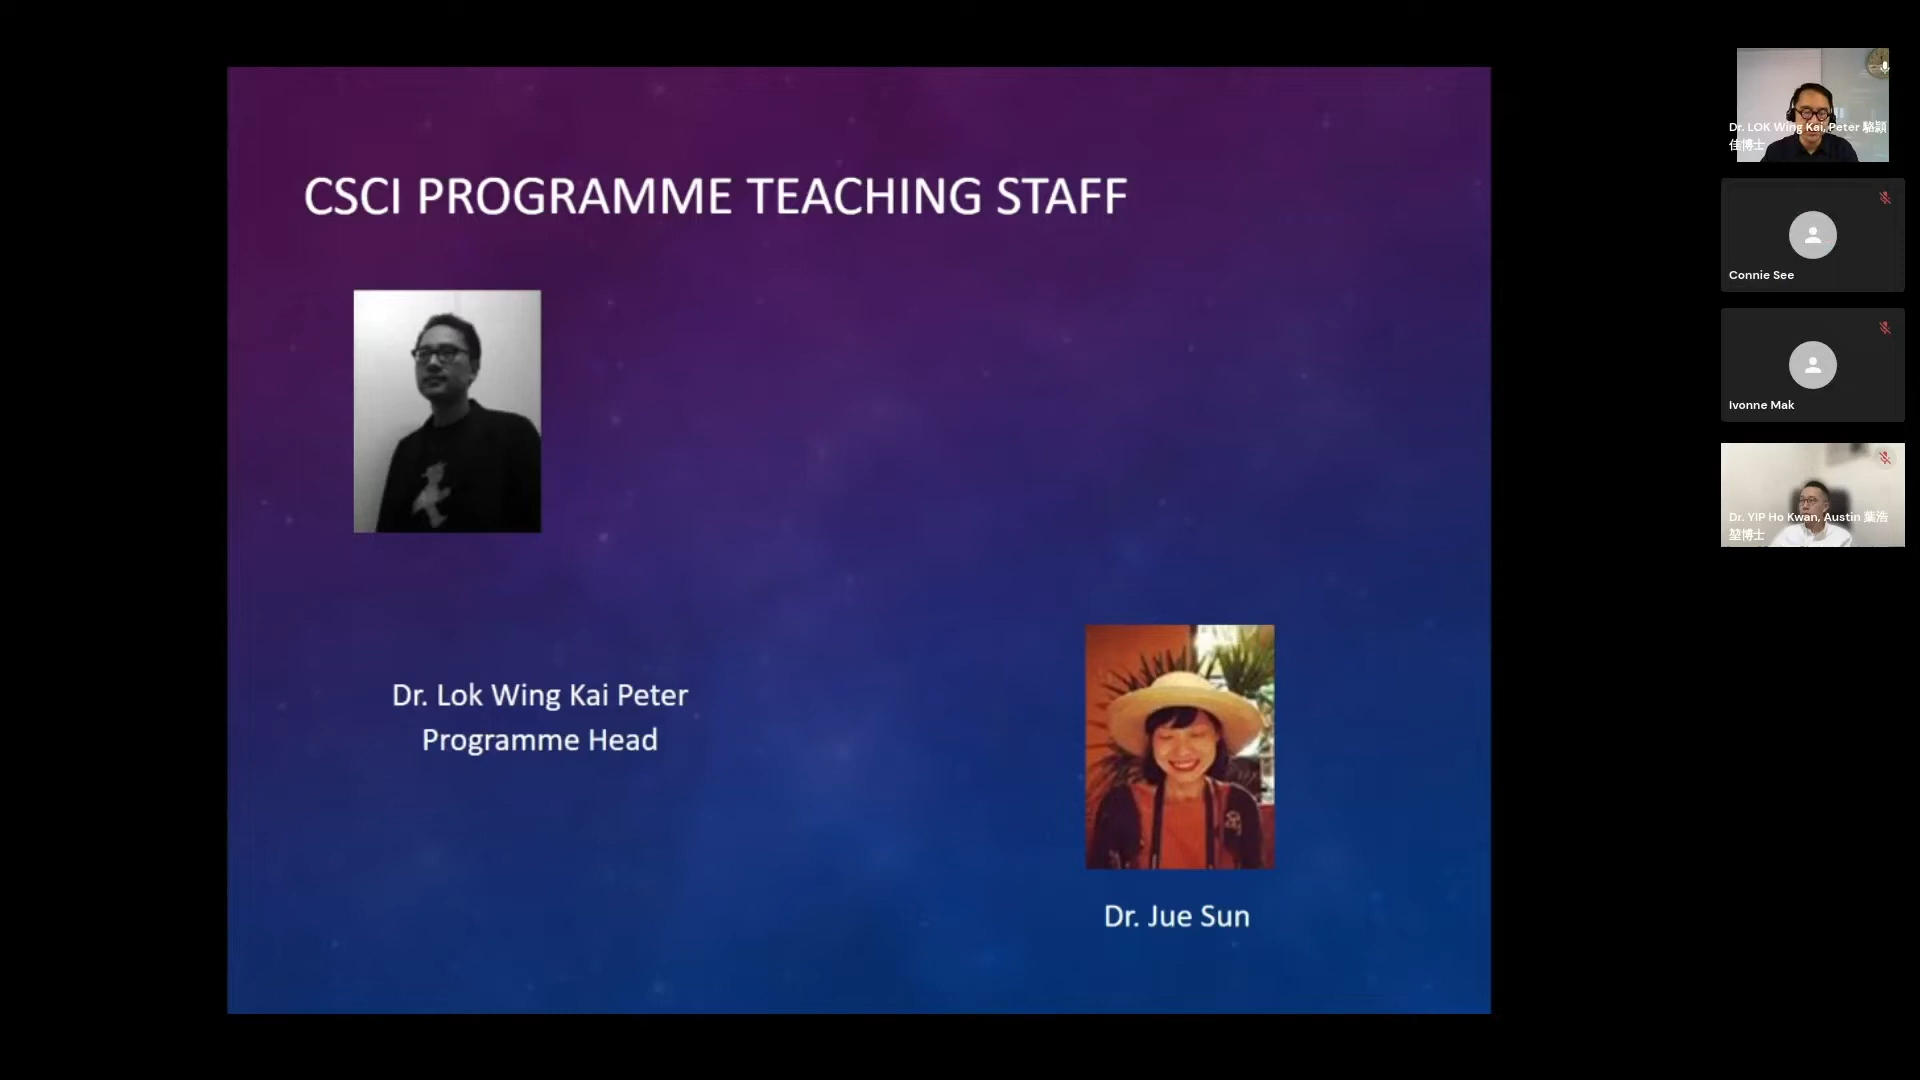 CSCI PROGRAMME TEACHING STAFF
Dr. Lok Wing Kai Peter
Programme Head
Dr. Jue Sun
Dr. LOK Wing Kai, Peter 駱穎
佳博士
Connie See
Ivonne Mak
Dr. YIP Ho Kwan, Austin 葉浩
堃博士